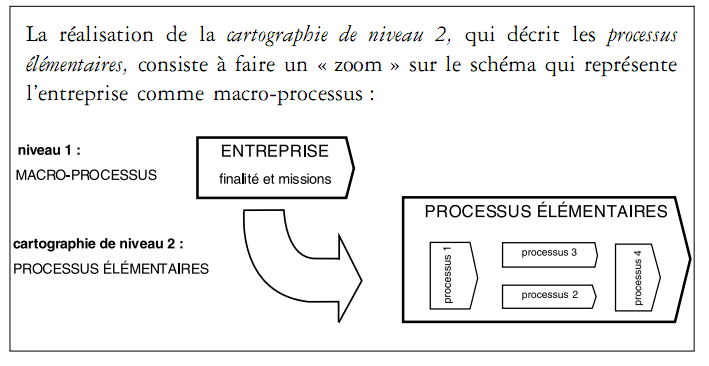 La réalisation de la cartographie de niveau 2, qui décrit les processus
élémentaires, consiste à faire un « zoom » sur le schéma qui représente
l'entreprise comme macro-processus :
niveau 1 :
MACRO-PROCESSUS
ENTREPRISE
finalité et missions
cartographie de niveau 2 :
PROCESSUS ÉLÉMENTAIRES
PROCESSUS ÉLÉMENTAIRES
processus 1
processus 3
processus 2
processus 4